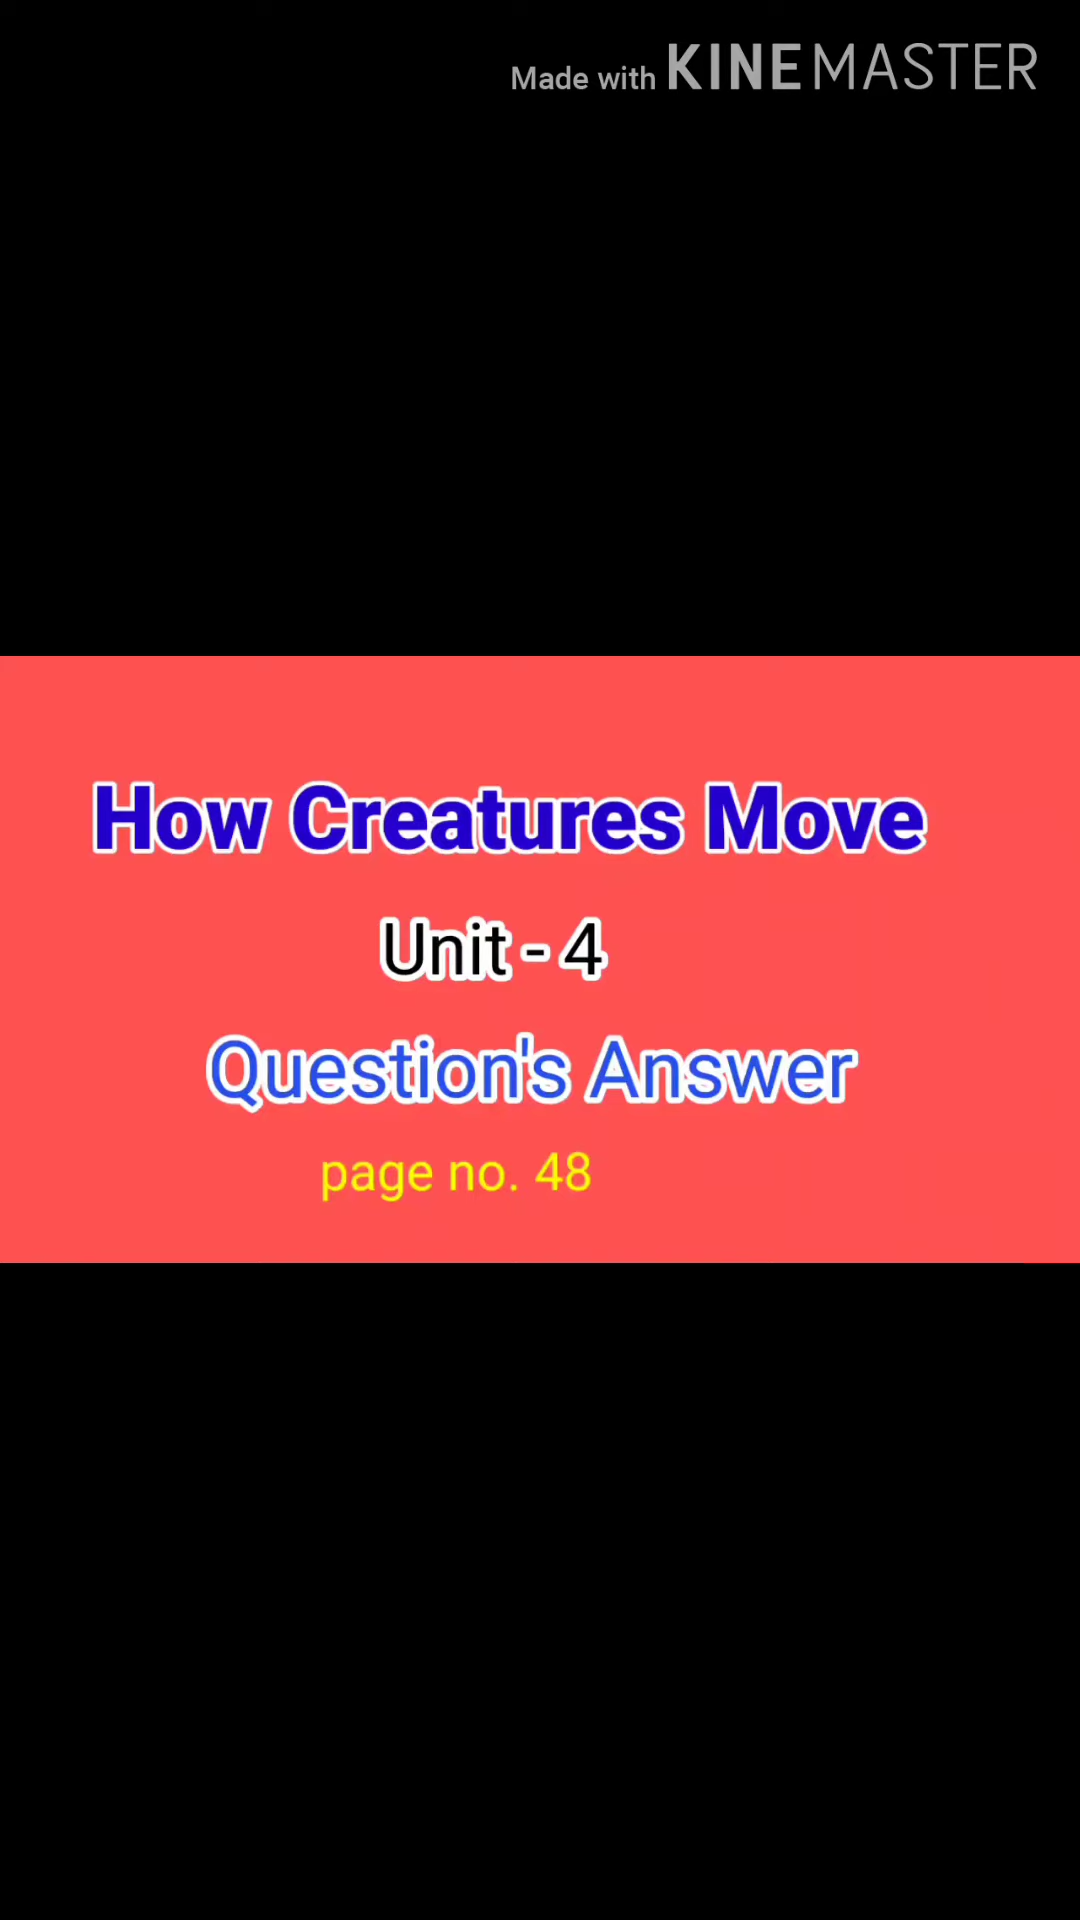 Made with KINEMASTER
How Creatures Move
Unit - 4
Question's Answer
page no. 48